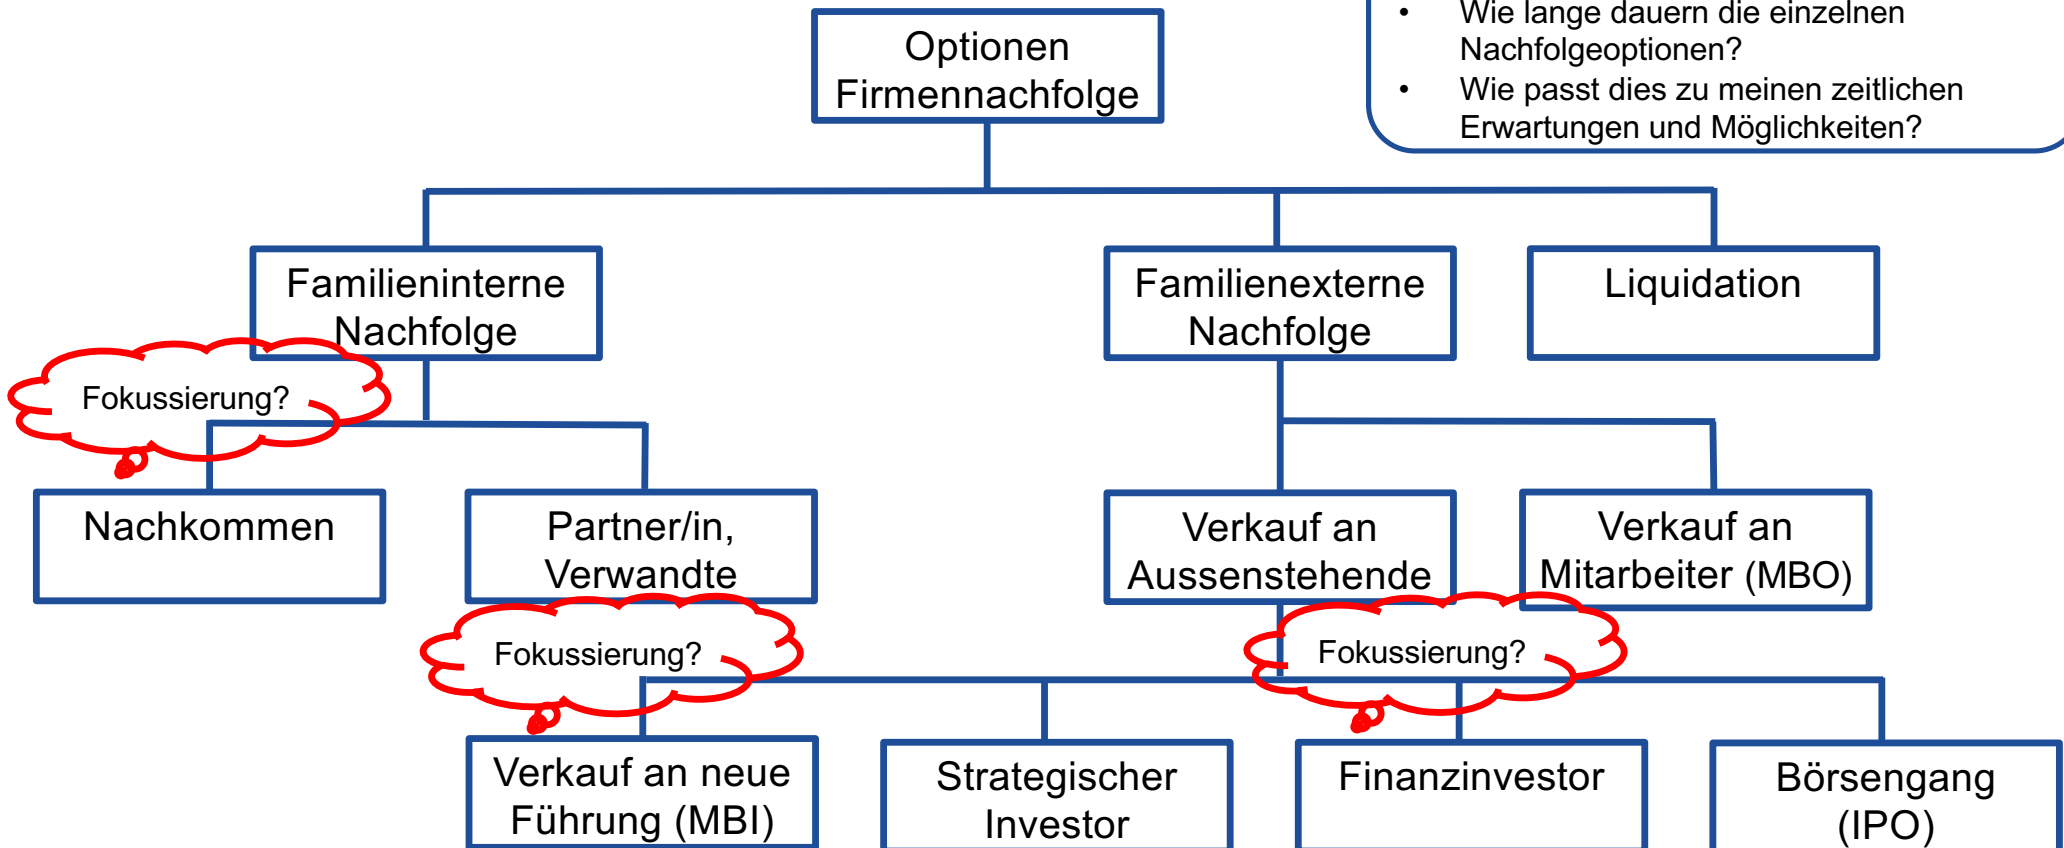 • Wie lange dauern die einzelnen
Nachfolgeoptionen?
• Wie passt dies zu meinen zeitlichen
Erwartungen und Möglichkeiten?
Optionen
Firmennachfolge
Familieninterne
Nachfolge
Familienexterne
Nachfolge
Liquidation
Fokussierung?
Nachkommen
Partner/in,
Verwandte
Verkauf an
Aussenstehende
Verkauf an
Mitarbeiter (MBO)
Fokussierung?
Fokussierung?
Verkauf an neue
Führung (MBI)
Strategischer
Investor
Finanzinvestor
Börsengang
(IPO)